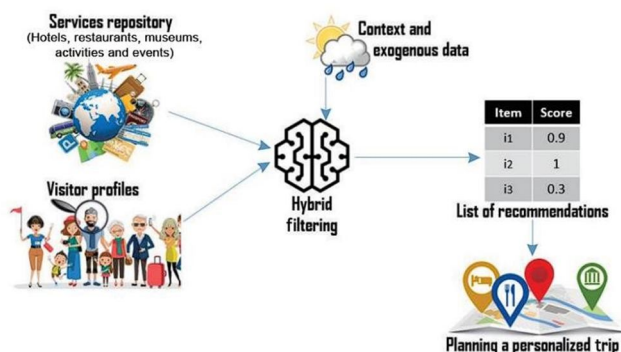 Services repository
(Hotels, restaurants, museums,
activities and events)
Context and
exogenous data
Visitor profiles
Hybrid
filtering
Item Score
i1 0.9
i2 1
i3 0.3
List of recommendations
Planning a personalized trip